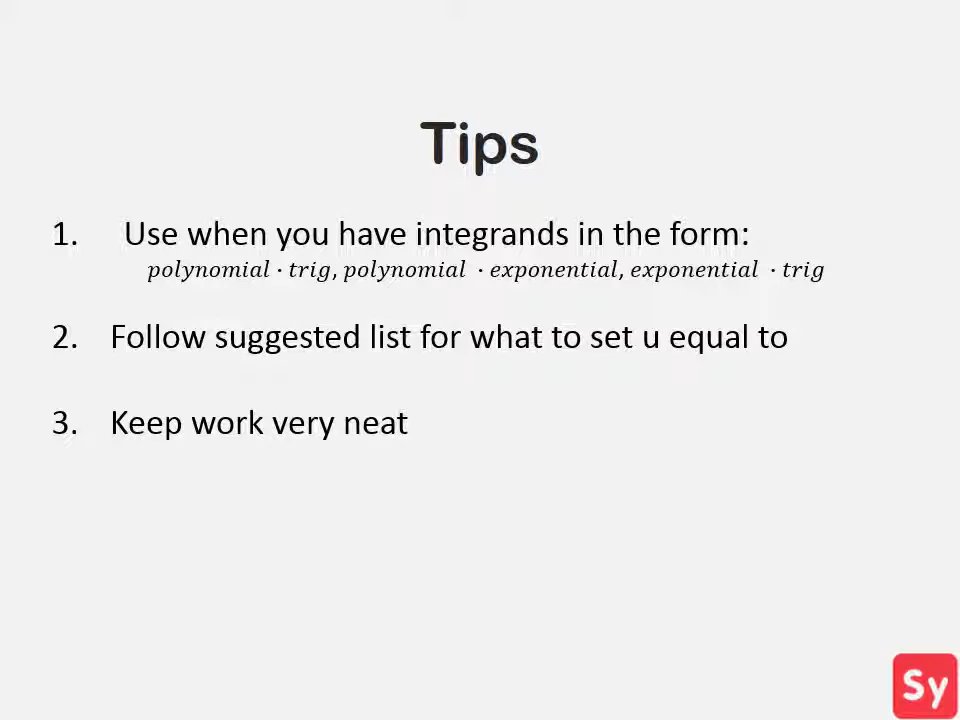 Tips
1. Use when you have integrands in the form:
polynomial · trig, polynomial · exponential, exponential · trig
2. Follow suggested list for what to set u equal to
3. Keep work very neat
Sy